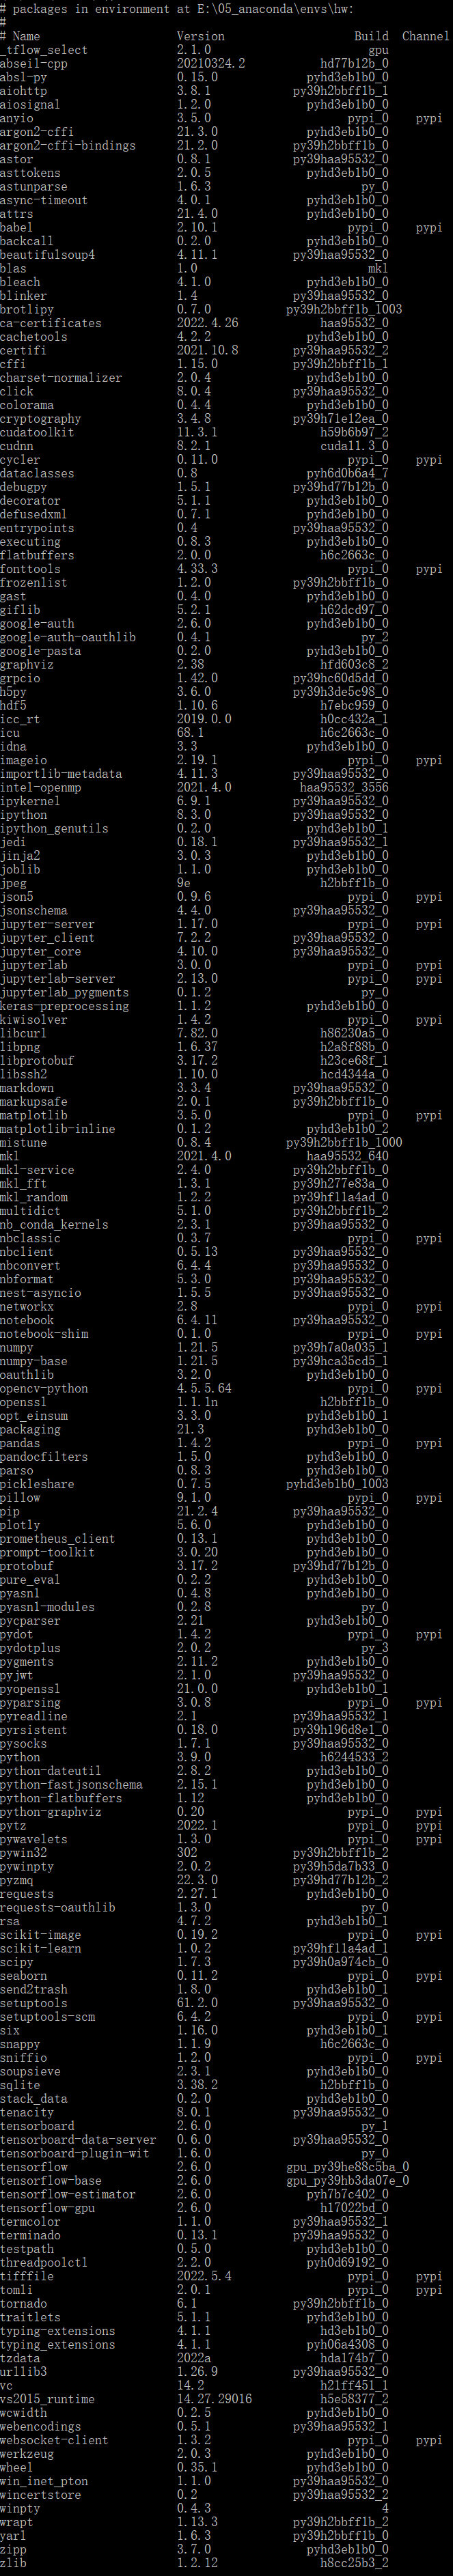 # packages in environment at E:\05_anaconda\envs\hw:
#
# Name Version Build Channel
_tflow_select 2.1.0 gpu
abseil-cpp 20210324.2 hd77b12b_0
absl-py 0.15.0 pyhd3eb1b0_0
aiohttp 3.8.1 py39h2bbff1b_1
aiosignal 1.2.0 pyhd3eb1b0_0
anyio 3.5.0 pypi_0 pypi
argon2-cffi 21.3.0 pyhd3eb1b0_0
argon2-cffi-bindings 21.2.0 py39h2bbff1b_0
astor 0.8.1 py39haa95532_0
asttokens 2.0.5 pyhd3eb1b0_0
astunparse 1.6.3 py_0
async-timeout 4.0.1 pyhd3eb1b0_0
attrs 21.4.0 pyhd3eb1b0_0
babel 2.10.1 pypi_0 pypi
backcall 0.2.0 pyhd3eb1b0_0
beautifulsoup4 4.11.1 py39haa95532_0
blas 1.0 mkl
bleach 4.1.0 pyhd3eb1b0_0
blinker 1.4 py39haa95532_0
brotlipy 0.7.0 py39h2bbff1b_1003
ca-certificates 2022.4.26 haa95532_0
cachetools 4.2.2 pyhd3eb1b0_0
certifi 2021.10.8 py39haa95532_2
cffi 1.15.0 py39h2bbff1b_1
charset-normalizer 2.0.4 pyhd3eb1b0_0
click 8.0.4 py39haa95532_0
colorama 0.4.4 pyhd3eb1b0_0
cryptography 3.4.8 py39h71e12ea_0
cudatoolkit 11.3.1 h59b6b97_2
cudnn 8.2.1 cuda11.3_0
cycler 0.11.0 pypi_0 pypi
dataclasses 0.8 pyh6d0b6a4_7
debugpy 1.5.1 py39hd77b12b_0
decorator 5.1.1 pyhd3eb1b0_0
defusedxml 0.7.1 pyhd3eb1b0_0
entrypoints 0.4 py39haa95532_0
executing 0.8.3 pyhd3eb1b0_0
flatbuffers 2.0.0 h6c2663c_0
fonttools 4.33.3 pypi_0 pypi
frozenlist 1.2.0 py39h2bbff1b_0
gast 0.4.0 pyhd3eb1b0_0
giflib 5.2.1 h62dcd97_0
google-auth 2.6.0 pyhd3eb1b0_0
google-auth-oauthlib 0.4.1 py_2
google-pasta 0.2.0 pyhd3eb1b0_0
graphviz 2.38 hfd603c8_2
grpcio 1.42.0 py39hc60d5dd_0
h5py 3.6.0 py39h3de5c98_0
hdf5 1.10.6 h7ebc959_0
icc_rt 2019.0.0 h0cc432a_1
icu 68.1 h6c2663c_0
idna 3.3 pyhd3eb1b0_0
imageio 2.19.1 pypi_0 pypi
importlib-metadata 4.11.3 py39haa95532_0
intel-openmp 2021.4.0 haa95532_3556
ipykernel 6.9.1 py39haa95532_0
ipython 8.3.0 py39haa95532_0
ipython_genutils 0.2.0 pyhd3eb1b0_1
jedi 0.18.1 py39haa95532_1
jinja2 3.0.3 pyhd3eb1b0_0
joblib 1.1.0 pyhd3eb1b0_0
jpeg 9e h2bbff1b_0
json5 0.9.6 pypi_0 pypi
jsonschema 4.4.0 py39haa95532_0
jupyter-server 1.17.0 pypi_0 pypi
jupyter_client 7.2.2 py39haa95532_0
jupyter_core 4.10.0 py39haa95532_0
jupyterlab 3.0.0 pypi_0 pypi
jupyterlab-server 2.13.0 pypi_0 pypi
jupyterlab_pygments 0.1.2 py_0
keras-preprocessing 1.1.2 pyhd3eb1b0_0
kiwisolver 1.4.2 pypi_0 pypi
libcurl 7.82.0 h86230a5_0
libpng 1.6.37 h2a8f88b_0
libprotobuf 3.17.2 h23ce68f_1
libssh2 1.10.0 hcd4344a_0
markdown 3.3.4 py39haa95532_0
markupsafe 2.0.1 py39h2bbff1b_0
matplotlib 3.5.0 pypi_0 pypi
matplotlib-inline 0.1.2 pyhd3eb1b0_2
mistune 0.8.4 py39h2bbff1b_1000
mkl 2021.4.0 haa95532_640
mkl-service 2.4.0 py39h2bbff1b_0
mkl_fft 1.3.1 py39h277e83a_0
mkl_random 1.2.2 py39hf11a4ad_0
multidict 5.1.0 py39h2bbff1b_2
nb_conda_kernels 2.3.1 py39haa95532_0
nbclassic 0.3.7 pypi_0 pypi
nbclient 0.5.13 py39haa95532_0
nbconvert 6.4.4 py39haa95532_0
nbformat 5.3.0 py39haa95532_0
nest-asyncio 1.5.5 py39haa95532_0
networkx 2.8 pypi_0 pypi
notebook 6.4.11 py39haa95532_0
notebook-shim 0.1.0 pypi_0 pypi
numpy 1.21.5 py39h7a0a035_1
numpy-base 1.21.5 py39hca35cd5_1
oauthlib 3.2.0 pyhd3eb1b0_0
opencv-python 4.5.5.64 pypi_0 pypi
openssl 1.1.1n h2bbff1b_0
opt_einsum 3.3.0 pyhd3eb1b0_1
packaging 21.3 pyhd3eb1b0_0
pandas 1.4.2 pypi_0 pypi
pandocfilters 1.5.0 pyhd3eb1b0_0
parso 0.8.3 pyhd3eb1b0_0
pickleshare 0.7.5 pyhd3eb1b0_1003
pillow 9.1.0 pypi_0 pypi
pip 21.2.4 py39haa95532_0
plotly 5.6.0 pyhd3eb1b0_0
prometheus_client 0.13.1 pyhd3eb1b0_0
prompt-toolkit 3.0.20 pyhd3eb1b0_0
protobuf 3.17.2 py39hd77b12b_0
pure_eval 0.2.2 pyhd3eb1b0_0
pyasn1 0.4.8 pyhd3eb1b0_0
pyasn1-modules 0.2.8 py_0
pycparser 2.21 pyhd3eb1b0_0
pydot 1.4.2 pypi_0 pypi
pydotplus 2.0.2 py_3
pygments 2.11.2 pyhd3eb1b0_0
pyjwt 2.1.0 py39haa95532_0
pyopenssl 21.0.0 pyhd3eb1b0_1
pyparsing 3.0.8 pypi_0 pypi
pyreadline 2.1 py39haa95532_1
pyrsistent 0.18.0 py39h196d8e1_0
pysocks 1.7.1 py39haa95532_0
python 3.9.0 h6244533_2
python-dateutil 2.8.2 pyhd3eb1b0_0
python-fastjsonschema 2.15.1 pyhd3eb1b0_0
python-flatbuffers 1.12 pyhd3eb1b0_0
python-graphviz 0.20 pypi_0 pypi
pytz 2022.1 pypi_0 pypi
pywavelets 1.3.0 pypi_0 pypi
pywin32 302 py39h2bbff1b_2
pywinpty 2.0.2 py39h5da7b33_0
pyzmq 22.3.0 py39hd77b12b_2
requests 2.27.1 pyhd3eb1b0_0
requests-oauthlib 1.3.0 py_0
rsa 4.7.2 pyhd3eb1b0_1
scikit-image 0.19.2 pypi_0 pypi
scikit-learn 1.0.2 py39hf11a4ad_1
scipy 1.7.3 py39h0a974cb_0
seaborn 0.11.2 pypi_0 pypi
send2trash 1.8.0 pyhd3eb1b0_1
setuptools 61.2.0 py39haa95532_0
setuptools-scm 6.4.2 pypi_0 pypi
six 1.16.0 pyhd3eb1b0_1
snappy 1.1.9 h6c2663c_0
sniffio 1.2.0 pypi_0 pypi
soupsieve 2.3.1 pyhd3eb1b0_0
sqlite 3.38.2 h2bbff1b_0
stack_data 0.2.0 pyhd3eb1b0_0
tenacity 8.0.1 py39haa95532_0
tensorboard 2.6.0 py_1
tensorboard-data-server 0.6.0 py39haa95532_0
tensorboard-plugin-wit 1.6.0 py_0
tensorflow 2.6.0 gpu_py39he88c5ba_0
tensorflow-base 2.6.0 gpu_py39hb3da07e_0
tensorflow-estimator 2.6.0 pyh7b7c402_0
tensorflow-gpu 2.6.0 h17022bd_0
termcolor 1.1.0 py39haa95532_1
terminado 0.13.1 py39haa95532_0
testpath 0.5.0 pyhd3eb1b0_0
threadpoolctl 2.2.0 pyh0d69192_0
tifffile 2022.5.4 pypi_0 pypi
tomli 2.0.1 pypi_0 pypi
tornado 6.1 py39h2bbff1b_0
traitlets 5.1.1 pyhd3eb1b0_0
typing-extensions 4.1.1 hd3eb1b0_0
typing_extensions 4.1.1 pyh06a4308_0
tzdata 2022a hda174b7_0
urllib3 1.26.9 py39haa95532_0
vc 14.2 h21ff451_1
vs2015_runtime 14.27.29016 h5e58377_2
wcwidth 0.2.5 pyhd3eb1b0_0
webencodings 0.5.1 py39haa95532_1
websocket-client 1.3.2 pypi_0 pypi
werkzeug 2.0.3 pyhd3eb1b0_0
wheel 0.35.1 pyhd3eb1b0_0
win_inet_pton 1.1.0 py39haa95532_0
wincertstore 0.2 py39haa95532_2
winpty 0.4.3 4
wrapt 1.13.3 py39h2bbff1b_2
yarl 1.6.3 py39h2bbff1b_0
zipp 3.7.0 pyhd3eb1b0_0
zlib 1.2.12 h8cc25b3_2